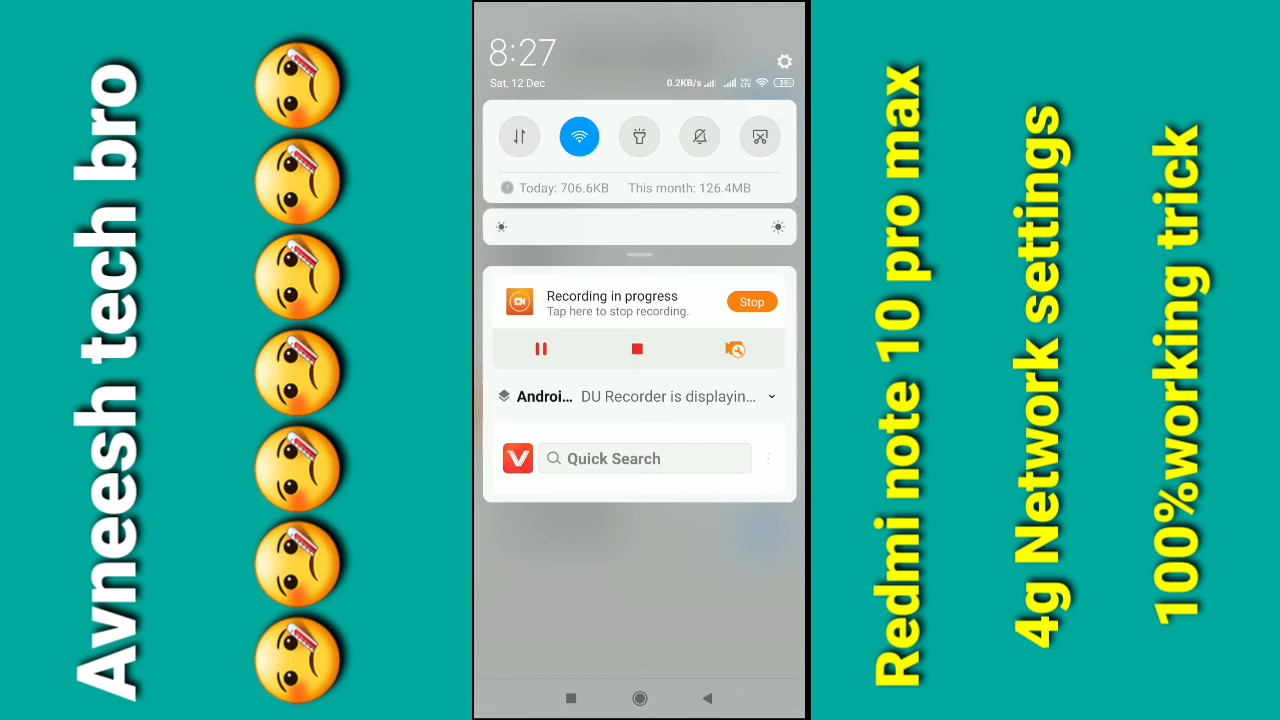 Avneesh tech bro
8:27
Sat, 12 Dec
0.2KB/s
Today: 706.6KB
This month: 126.4MB
Recording in progress
Tap here to stop recording.
Stop
Androi... DU Recorder is displayin...
Quick Search
Redmi note 10 pro max
4g Network settings
100%working trick